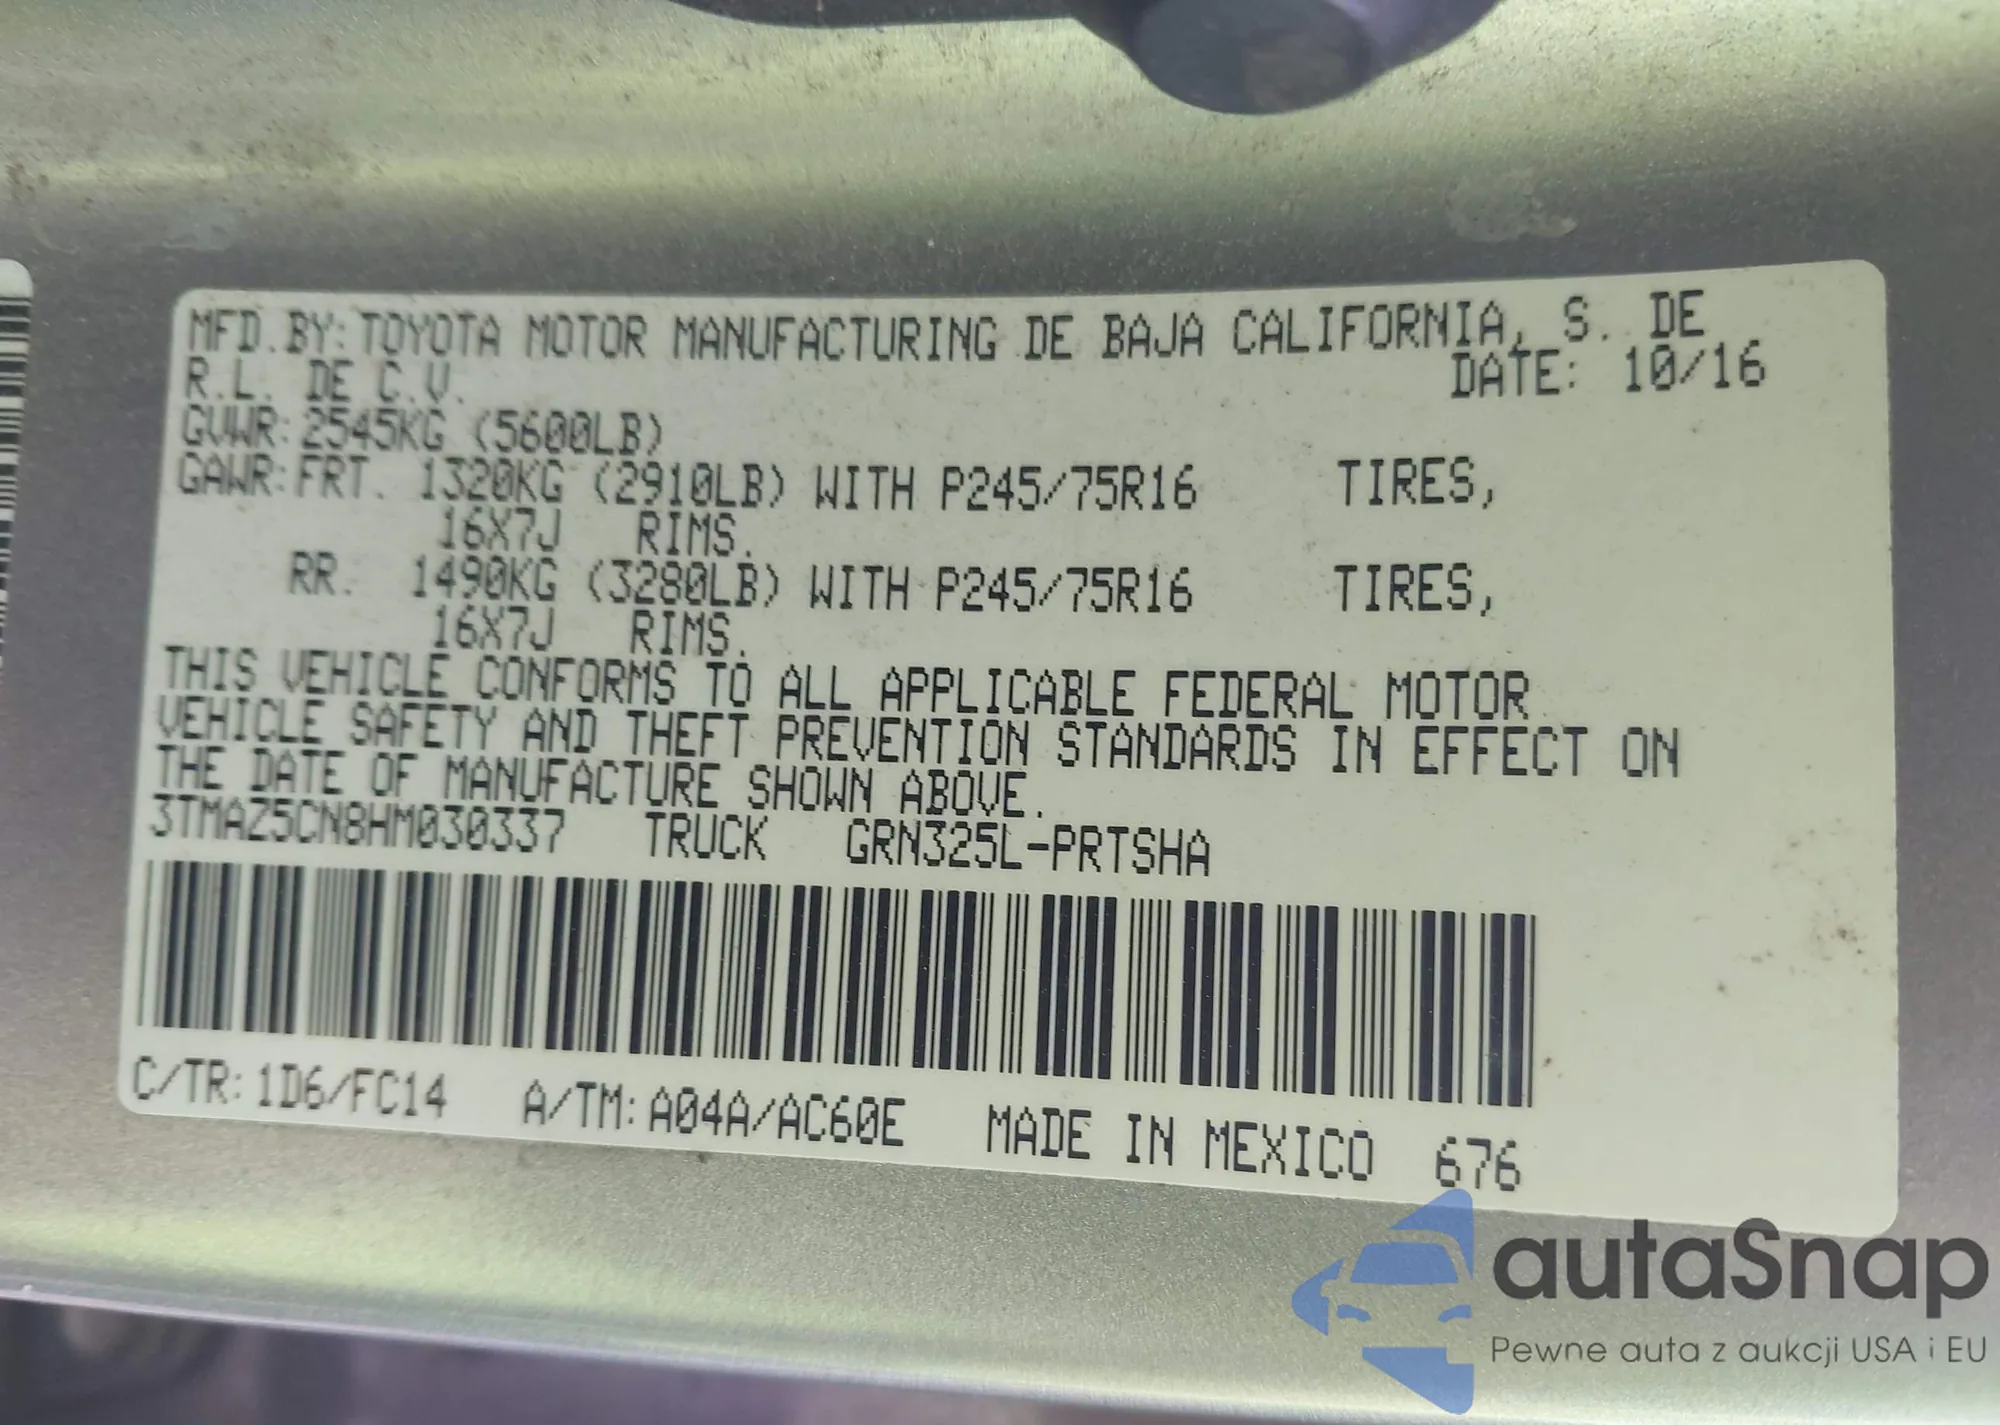 MFD.BY:TOYOTA MOTOR MANUFACTURING DE BAJA CALIFORNIA, S. DE
R.L. DE C.V. DATE: 10/16
GVWR:2545KG (5600LB)
GAWR:FRT. 1320KG (2910LB) WITH P245/75R16 TIRES,
16X7J RIMS.
RR. 1490KG (3280LB) WITH P245/75R16 TIRES,
16X7J RIMS.
THIS VEHICLE CONFORMS TO ALL APPLICABLE FEDERAL MOTOR
VEHICLE SAFETY AND THEFT PREVENTION STANDARDS IN EFFECT ON
THE DATE OF MANUFACTURE SHOWN ABOVE.
3TMAZ5CN8HM030337 TRUCK GRN325L-PRTSHA
C/TR:1D6/FC14 A/TM:A04A/AC60E MADE IN MEXICO 676
autaSnap
Pewne auta z aukcji USA i EU